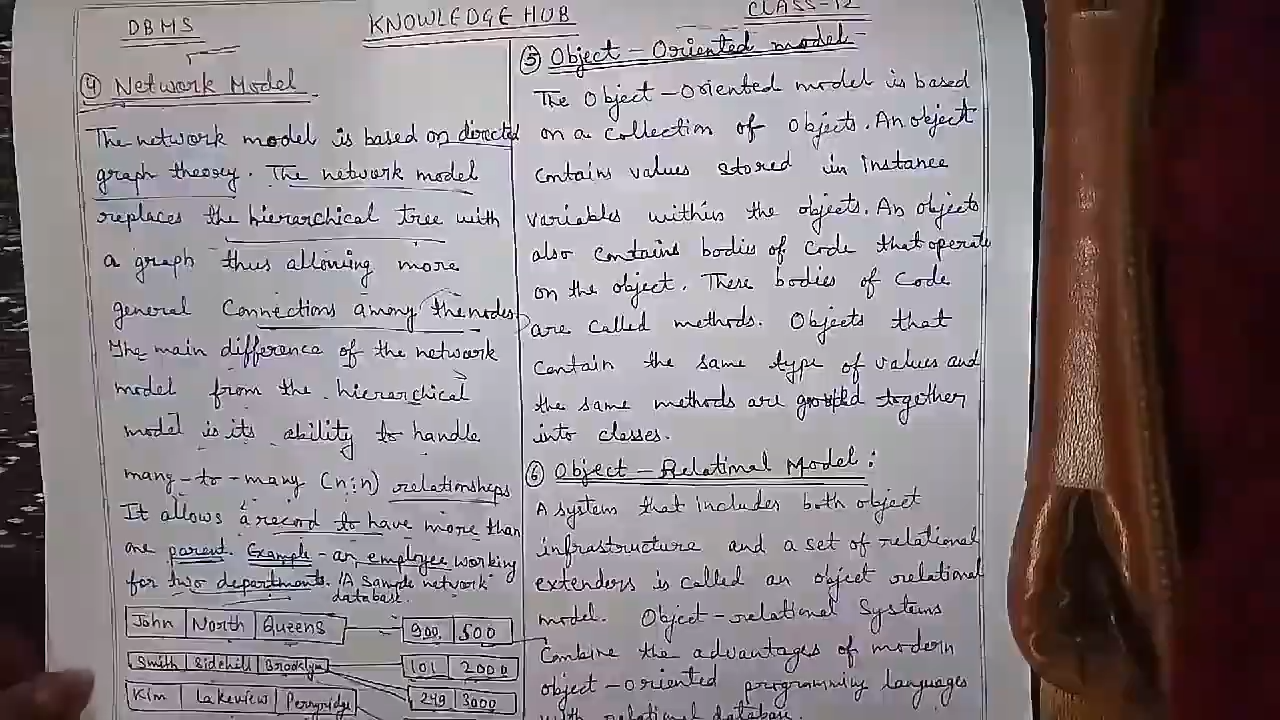 DBMS
KNOWLEDGE HUB
CLASS-12
④ Network Model
The network model is based on directed
graph theory. The network model
replaces the hierarchical tree with
a graph thus allowing more
general Connections among the nodes
The main difference of the network
model from the hierarchical
model is its ability to handle
many-to-many (n:n) relationships
It allows a record to have more than
one parent. Example - an employee working
for two departments. A sample network
database.
John North Queens 900 500
Smith Sidehill Brooklyn 101 2000
Kim Lakeview Perryridge 249 3000
⑤ Object-Oriented model-
The Object-Oriented model is based
on a collection of Objects. An object
contains values stored in instance
variables within the objects. An objects
also contains bodies of code that operate
on the object. These bodies of Code
are called methods. Objects that
contain the same type of values and
the same methods are grouped together
into classes.
⑥ Object-Relational Model:
A system that includes both object
infrastructure and a set of relational
extenders is called an object relational
model. Object-relational Systems
Combine the advantages of modern
object-oriented programming languages
with relational database.